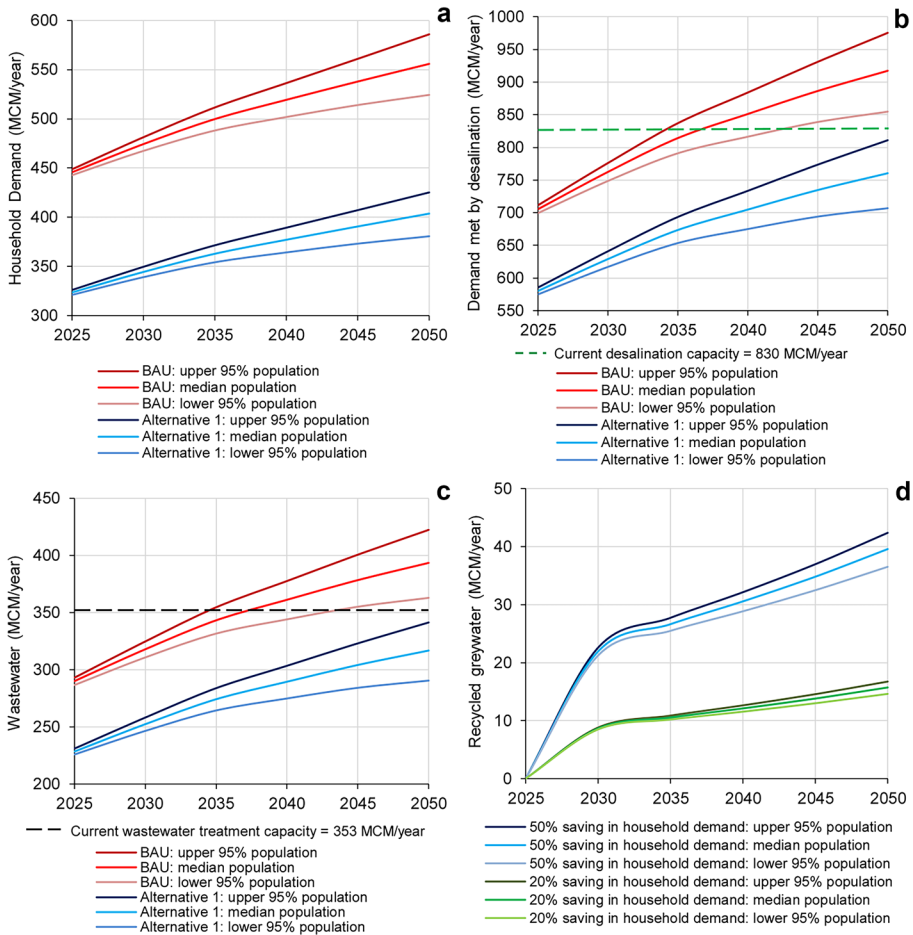 a
Household Demand (MCM/year)
600
550
500
450
400
350
300
2025 2030 2035 2040 2045 2050
BAU: upper 95% population
BAU: median population
BAU: lower 95% population
Alternative 1: upper 95% population
Alternative 1: median population
Alternative 1: lower 95% population
b
Demand met by desalination (MCM/year)
1000
950
900
850
800
750
700
650
600
550
2025 2030 2035 2040 2045 2050
Current desalination capacity = 830 MCM/year
BAU: upper 95% population
BAU: median population
BAU: lower 95% population
Alternative 1: upper 95% population
Alternative 1: median population
Alternative 1: lower 95% population
c
Wastewater (MCM/year)
450
400
350
300
250
200
2025 2030 2035 2040 2045 2050
Current wastewater treatment capacity = 353 MCM/year
BAU: upper 95% population
BAU: median population
BAU: lower 95% population
Alternative 1: upper 95% population
Alternative 1: median population
Alternative 1: lower 95% population
d
Recycled greywater (MCM/year)
50
40
30
20
10
0
2025 2030 2035 2040 2045 2050
50% saving in household demand: upper 95% population
50% saving in household demand: median population
50% saving in household demand: lower 95% population
20% saving in household demand: upper 95% population
20% saving in household demand: median population
20% saving in household demand: lower 95% population